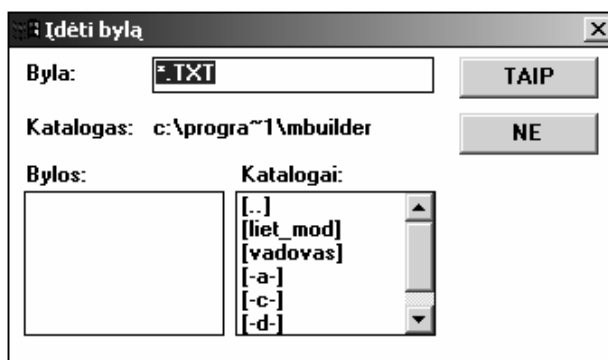 Įdėti bylą
Byla: *.TXT TAIP
Katalogas: c:\progra~1\mbuilder NE
Bylos: Katalogai:
[..]
[liet_mod]
[vadovas]
[-a-]
[-c-]
[-d-]